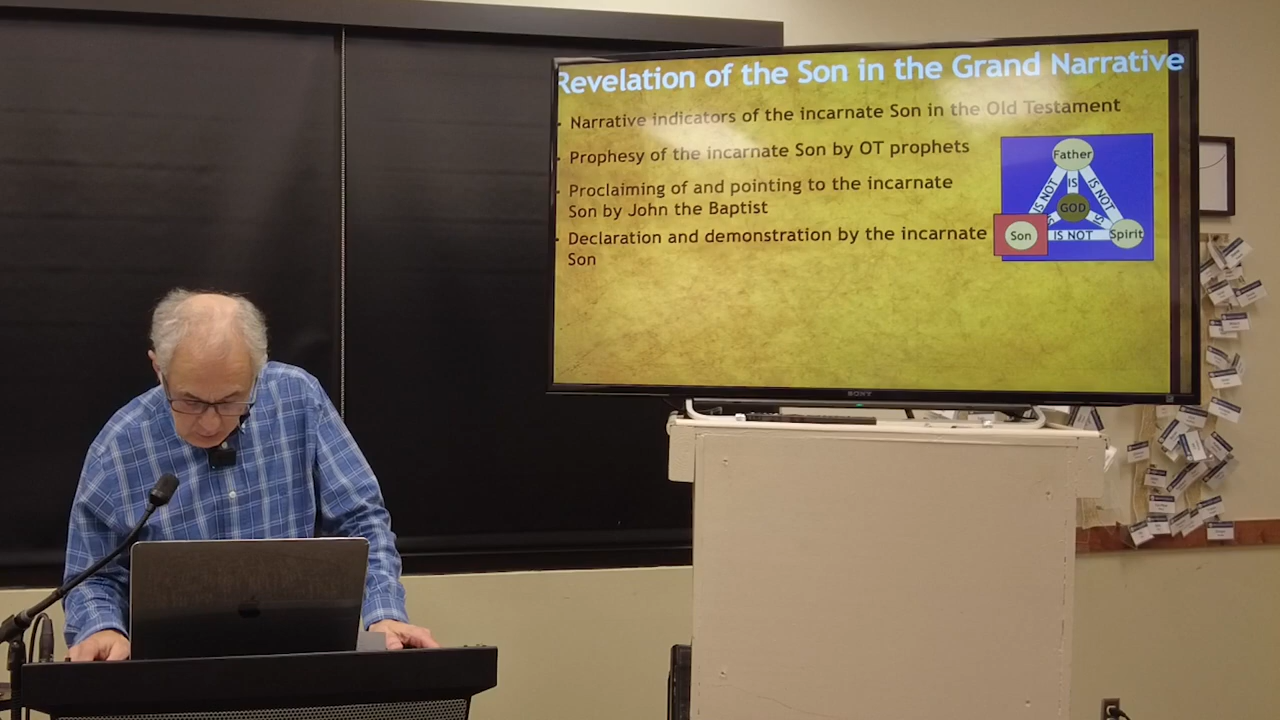 Revelation of the Son in the Grand Narrative
• Narrative indicators of the incarnate Son in the Old Testament
• Prophesy of the incarnate Son by OT prophets
• Proclaiming of and pointing to the incarnate
Son by John the Baptist
• Declaration and demonstration by the incarnate
Son
Father
IS NOT
IS
IS NOT
GOD
IS
IS
Son
IS NOT
Spirit
SONY